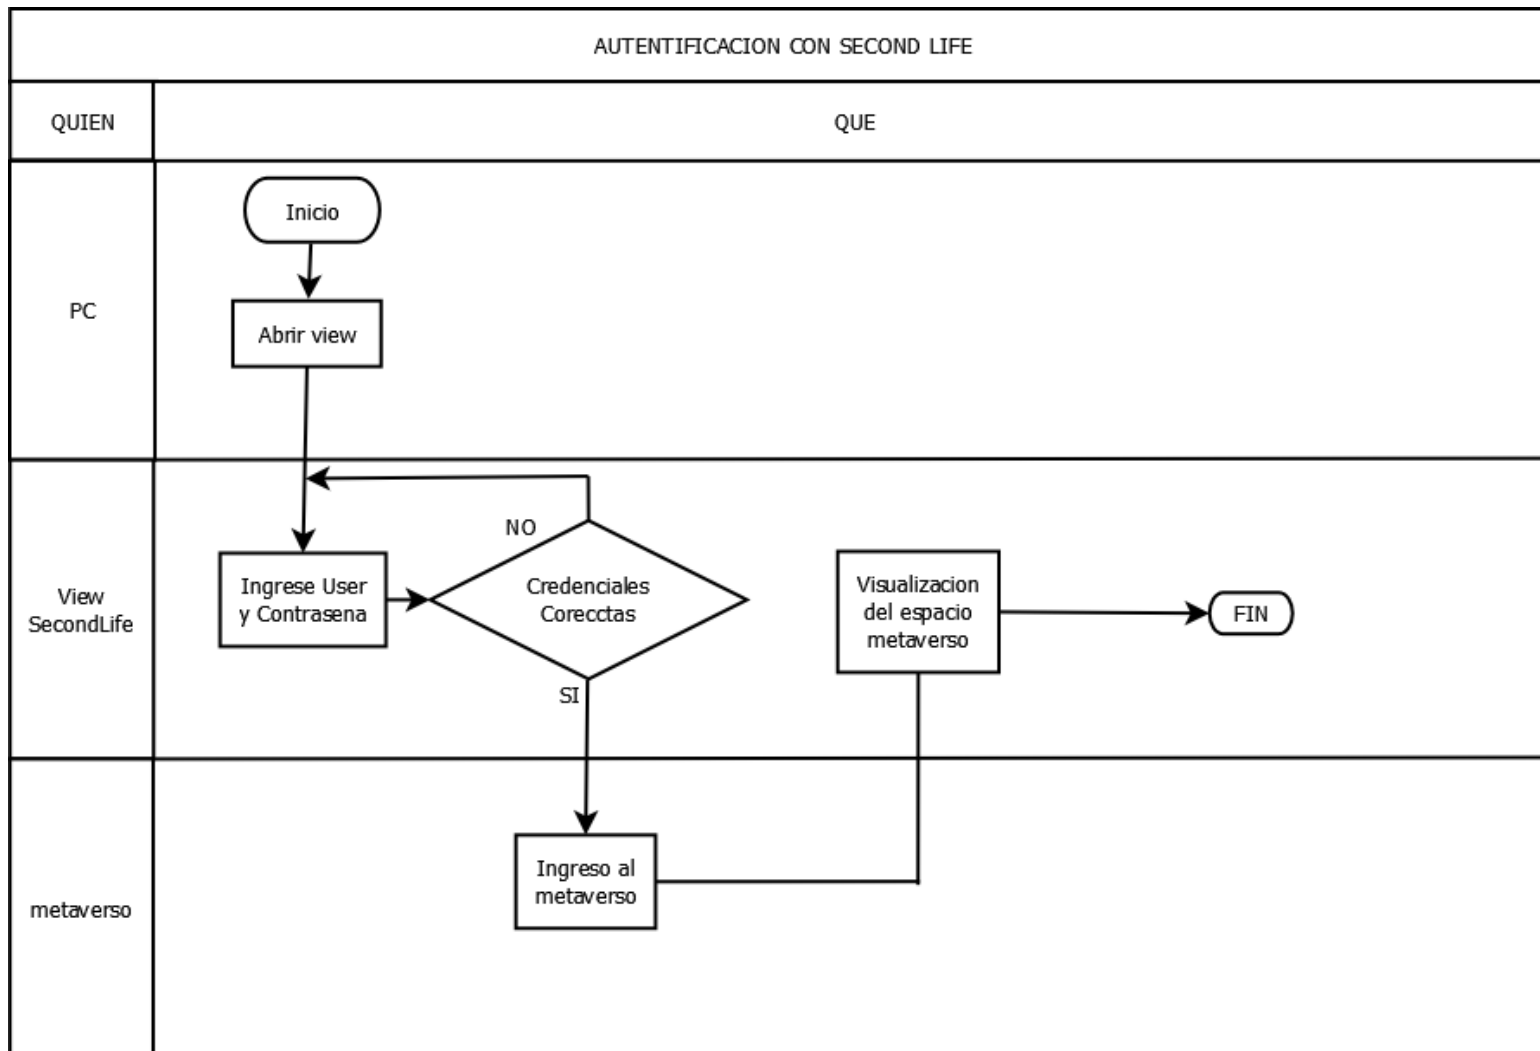 AUTENTIFICACION CON SECOND LIFE
QUIEN
QUE
PC
Inicio
Abrir view
View
SecondLife
NO
Ingrese User
y Contrasena
Credenciales
Corecctas
SI
Visualizacion
del espacio
metaverso
FIN
metaverso
Ingreso al
metaverso